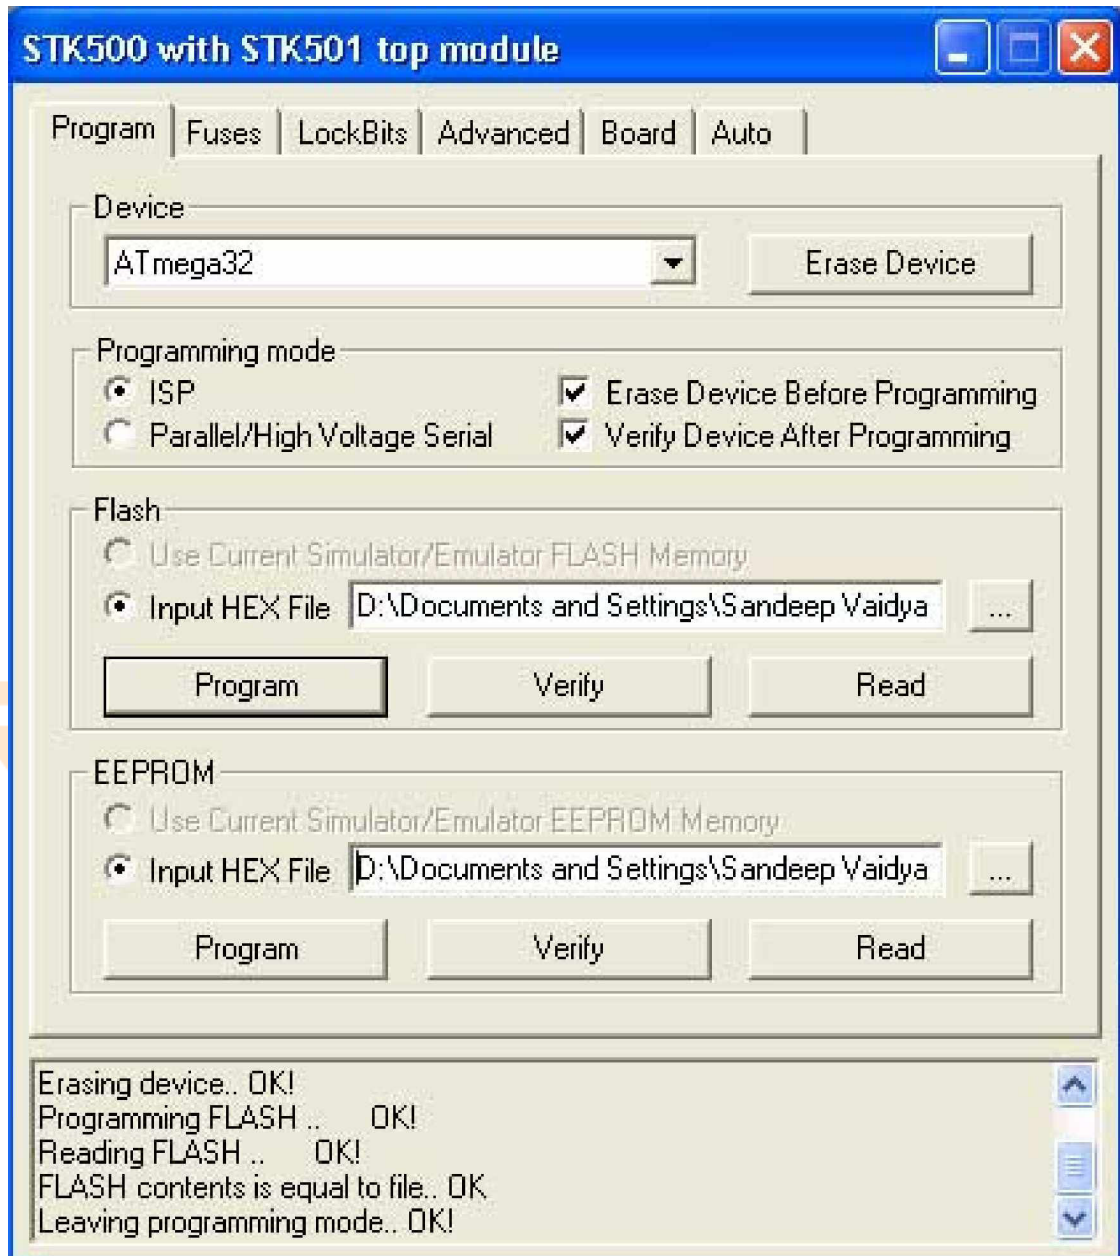 STK500 with STK501 top module
Program Fuses LockBits Advanced Board Auto
Device
ATmega32 Erase Device
Programming mode
ISP Erase Device Before Programming
Parallel/High Voltage Serial Verify Device After Programming
Flash
Use Current Simulator/Emulator FLASH Memory
Input HEX File D:\Documents and Settings\Sandeep Vaidya ...
Program Verify Read
EEPROM
Use Current Simulator/Emulator EEPROM Memory
Input HEX File D:\Documents and Settings\Sandeep Vaidya ...
Program Verify Read
Erasing device.. OK!
Programming FLASH .. OK!
Reading FLASH .. OK!
FLASH contents is equal to file.. OK
Leaving programming mode.. OK!